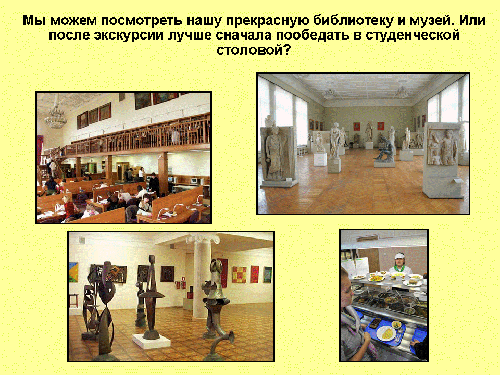 Мы можем посмотреть нашу прекрасную библиотеку и музей. Или
после экскурсии лучше сначала пообедать в студенческой
столовой?